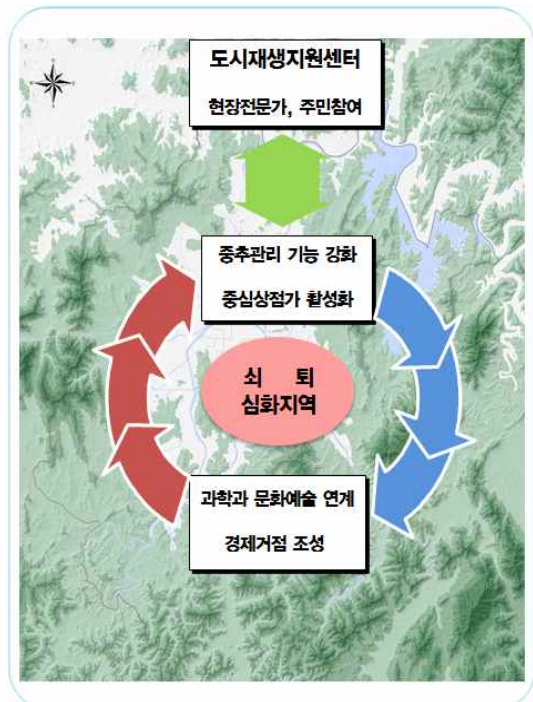 도시재생지원센터
현장전문가, 주민참여
중추관리 기능 강화
중심상점가 활성화
쇠 퇴
심화지역
과학과 문화예술 연계
경제거점 조성